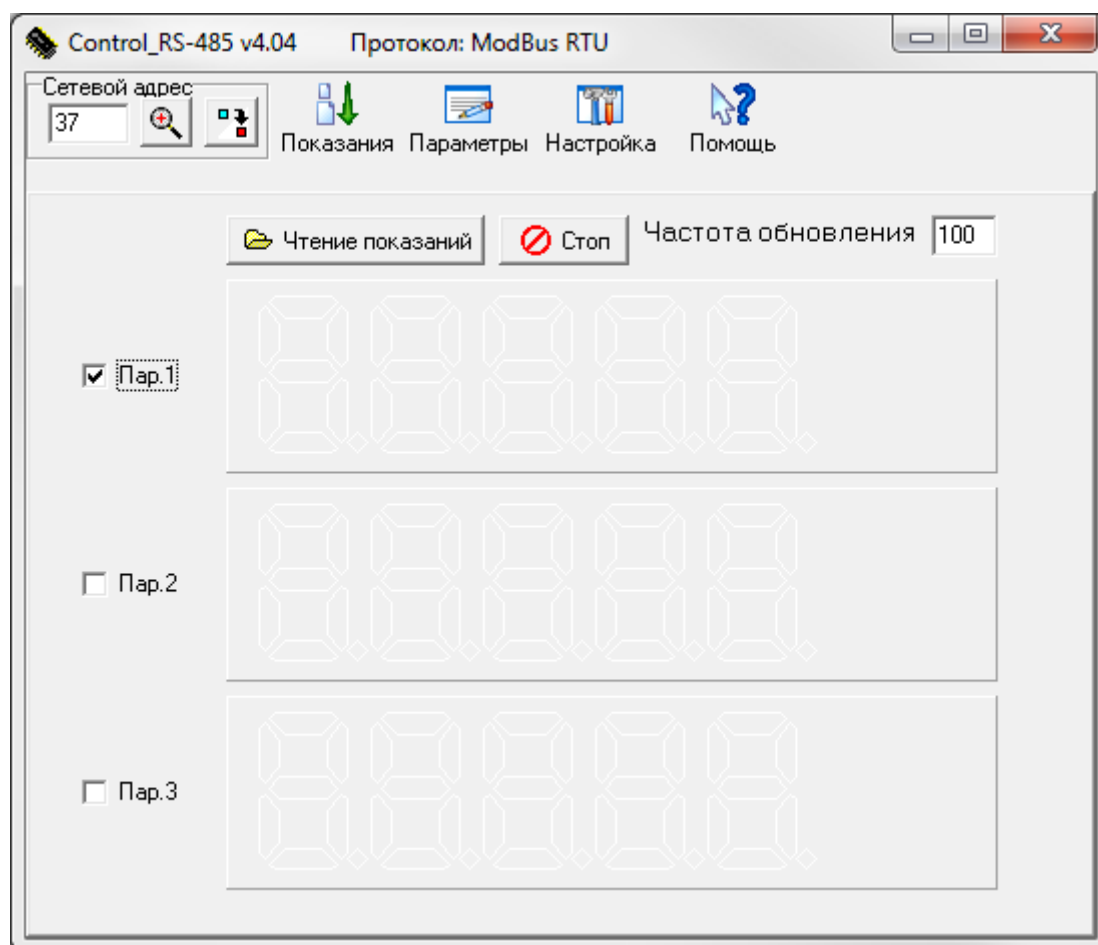 Control_RS-485 v4.04 Протокол: ModBus RTU
Сетевой адрес
37
Показания Параметры Настройка Помощь
Чтение показаний Стоп Частота обновления 100
Пар.1
Пар.2
Пар.3